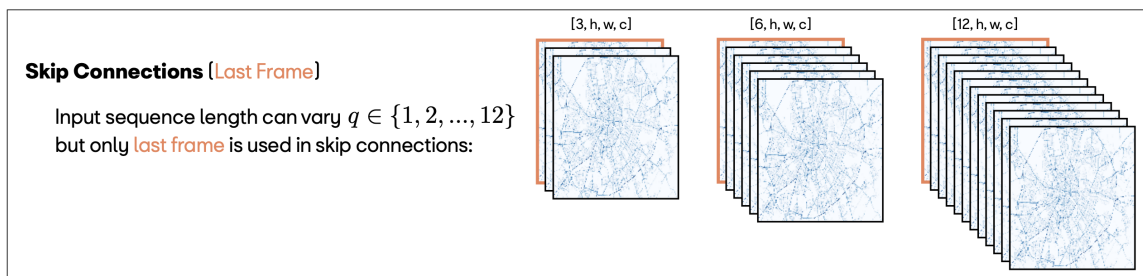 [3, h, w, c]
[6, h, w, c]
[12, h, w, c]
Skip Connections (Last Frame)
Input sequence length can vary q ∈ {1, 2, ..., 12}
but only last frame is used in skip connections: